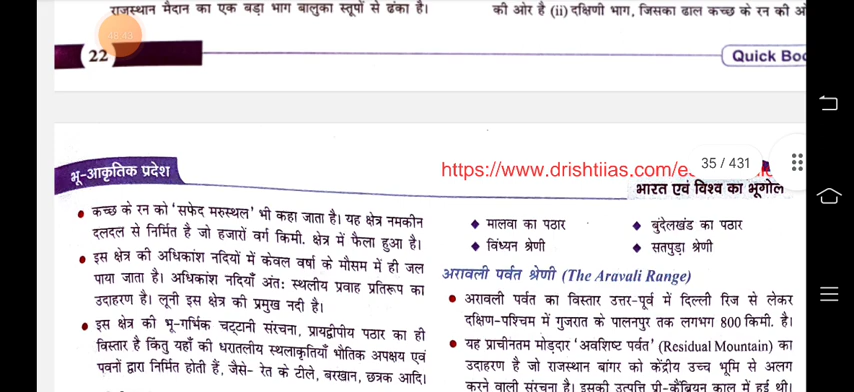 राजस्थान मैदान का एक बड़ा भाग बालुका स्तूपों से ढंका है।
की ओर है (ii) दक्षिणी भाग, जिसका ढाल कच्छ के रन की
48:43
22
Quick
35 / 431
भू-आकृतिक प्रदेश
https://www.drishtiias.com/
भारत एवं विश्व का भूगोल
• कच्छ के रन को 'सफेद मरुस्थल' भी कहा जाता है। यह क्षेत्र नमकीन
दलदल से निर्मित है जो हजारों वर्ग किमी. क्षेत्र में फैला हुआ है।
• इस क्षेत्र की अधिकांश नदियों में केवल वर्षा के मौसम में ही जल
पाया जाता है। अधिकांश नदियाँ अंतः स्थलीय प्रवाह प्रतिरूप का
उदाहरण है। लूनी इस क्षेत्र की प्रमुख नदी है।
• इस क्षेत्र की भू-गर्भिक चट्टानी संरचना, प्रायद्वीपीय पठार का ही
विस्तार है किंतु यहाँ की धरातलीय स्थलाकृतियाँ भौतिक अपक्षय एवं
पवनों द्वारा निर्मित होती हैं, जैसे- रेत के टीले, बरखान, छत्रक आदि।
◆ मालवा का पठार
◆ बुंदेलखंड का पठार
◆ विंध्यन श्रेणी
◆ सतपुड़ा श्रेणी
अरावली पर्वत श्रेणी (The Aravali Range)
• अरावली पर्वत का विस्तार उत्तर-पूर्व में दिल्ली रिज से लेकर
दक्षिण-पश्चिम में गुजरात के पालनपुर तक लगभग 800 किमी. है।
• यह प्राचीनतम मोड़दार 'अवशिष्ट पर्वत' (Residual Mountain) का
उदाहरण है जो राजस्थान बांगर को केंद्रीय उच्च भूमि से अलग
करने वाली संरचना है। इसकी उत्पत्ति प्री-कैंब्रियन काल में हुई थी।